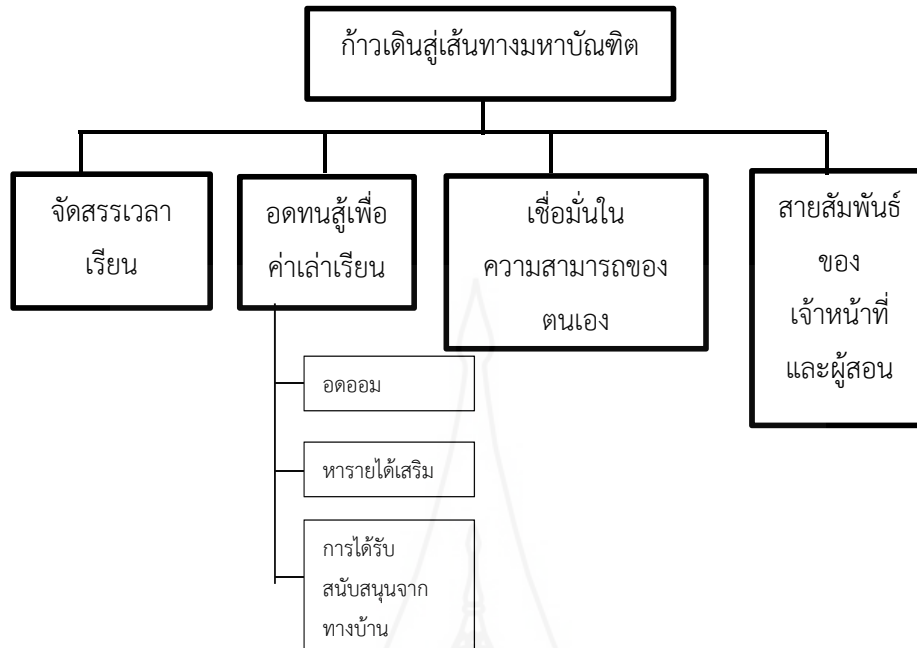 ก้าวเดินสู่เส้นทางมหาบัณฑิต
จัดสรรเวลา
เรียน
อดทนสู้เพื่อ
ค่าเล่าเรียน
เชื่อมั่นใน
ความสามารถของ
ตนเอง
สายสัมพันธ์
ของ
เจ้าหน้าที่
และผู้สอน
อดออม
หารายได้เสริม
การได้รับ
สนับสนุนจาก
ทางบ้าน